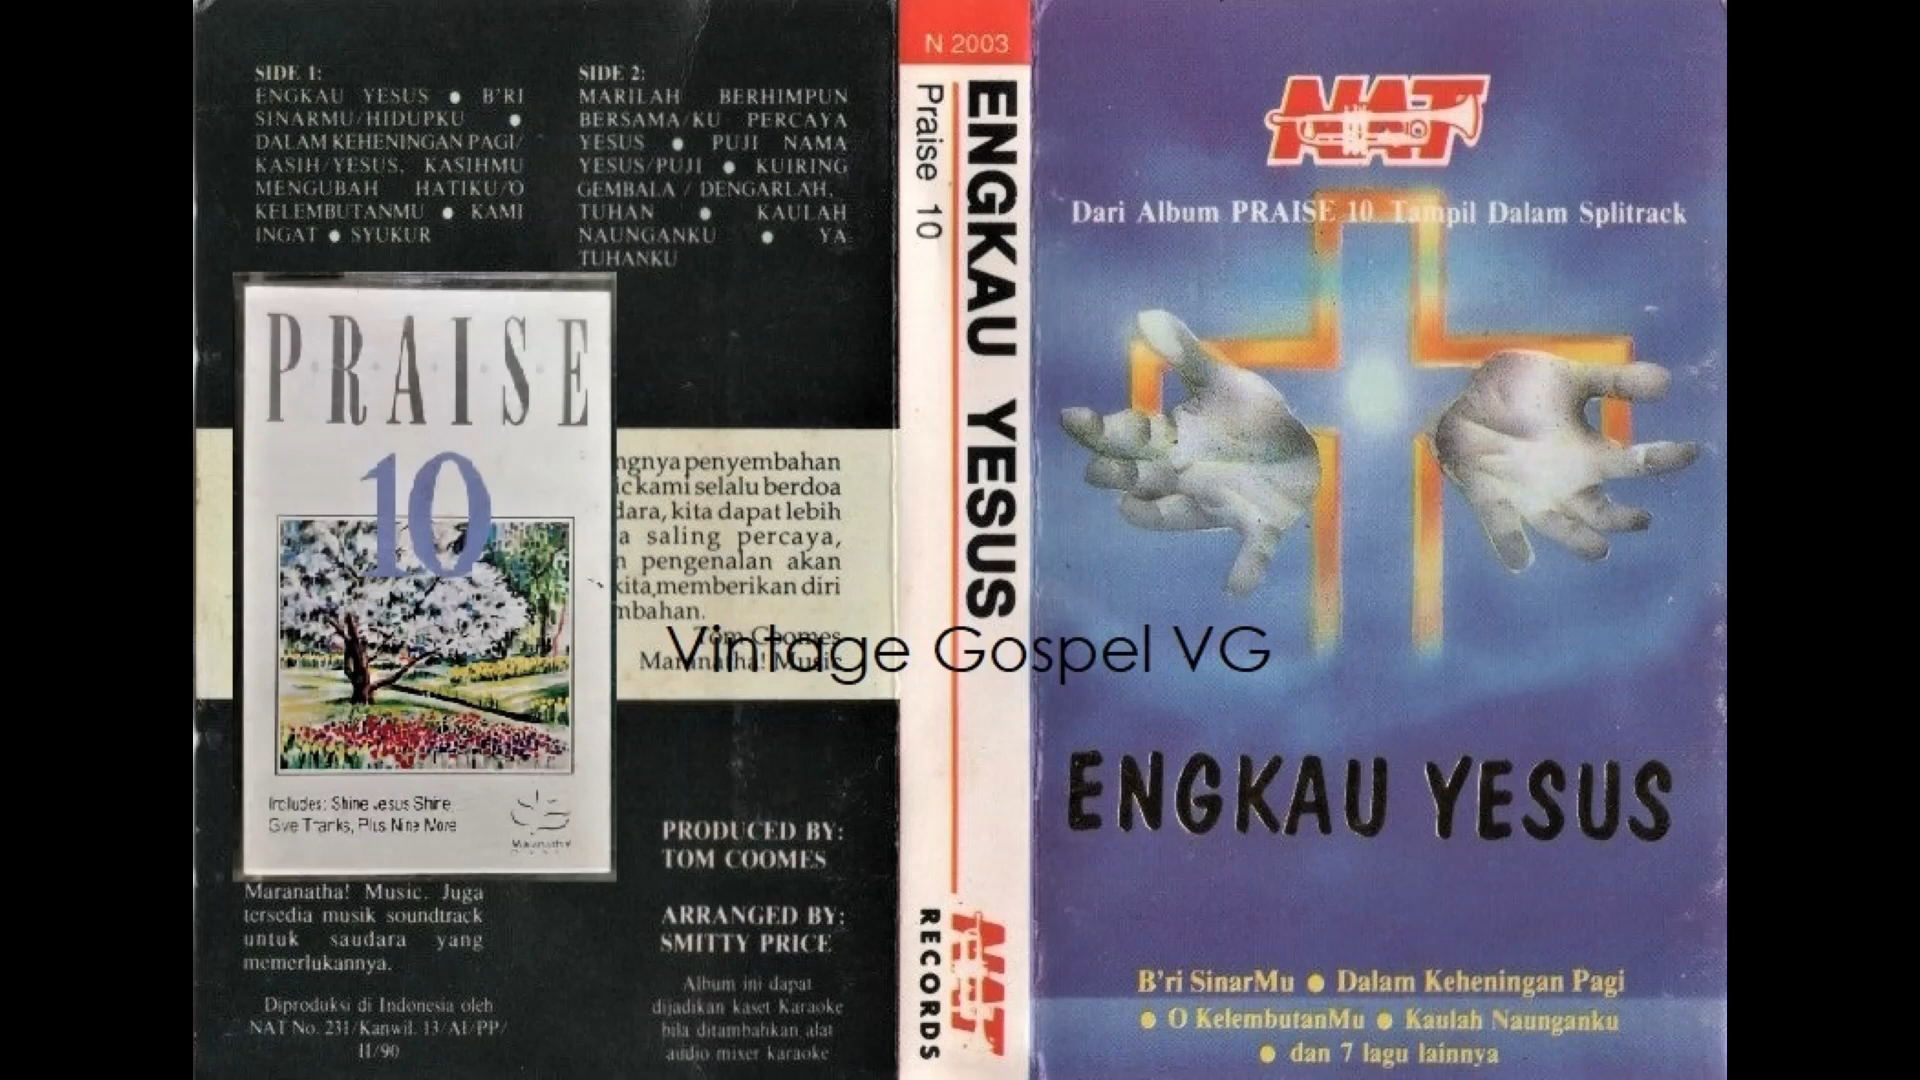 SIDE 1:
ENGKAU YESUS ● B'RI
SINARMU/HIDUPKU ●
DALAM KEHENINGAN PAGI/
KASIH/YESUS, KASIHMU
MENGUBAH HATIKU/O
KELEMBUTANMU ● KAMI
INGAT ● SYUKUR
SIDE 2:
MARILAH BERHIMPUN
BERSAMA/KU PERCAYA
YESUS ● PUJI NAMA
YESUS/PUJI ● KUIRING
GEMBALA / DENGARLAH,
TUHAN ● KAULAH
NAUNGANKU ● YA
TUHANKU
PRAISE
10
Includes: Shine Jesus Shine,
Give Thanks, Plus Nine More
penyembahan
kami selalu berdoa
kita dapat lebih
saling percaya,
pengenalan akan
kita,memberikan diri
Tom Coomes
Maranatha! Music
Vintage Gospel VG
Maranatha! Music. Juga
tersedia musik soundtrack
untuk saudara yang
memerlukannya.
Diproduksi di Indonesia oleh
NAT No. 231/Kanwil. 13/AI/PP/
II/90
PRODUCED BY:
TOM COOMES
ARRANGED BY:
SMITTY PRICE
Album ini dapat
dijadikan kaset Karaoke
bila ditambahkan alat
audio mixer karaoke
N 2003
Praise 10
ENGKAU YESUS
NAT
RECORDS
NAT
Dari Album PRAISE 10 Tampil Dalam Splitrack
ENGKAU YESUS
B'ri SinarMu ● Dalam Keheningan Pagi
● O KelembutanMu ● Kaulah Naunganku
● dan 7 lagu lainnya